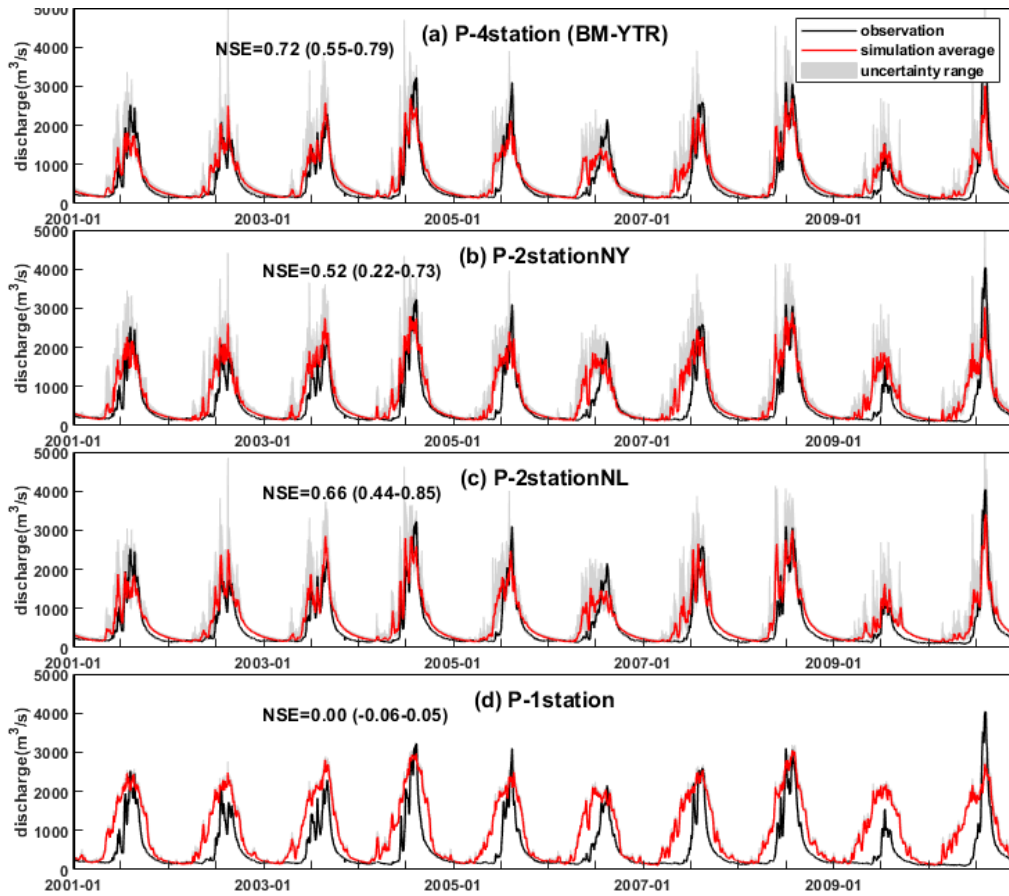 5000
4000
3000
2000
1000
0
discharge(m³/s)
(a) P-4station (BM-YTR)
NSE=0.72 (0.55-0.79)
observation
simulation average
uncertainty range
2001-01 2003-01 2005-01 2007-01 2009-01
5000
4000
3000
2000
1000
0
discharge(m³/s)
(b) P-2stationNY
NSE=0.52 (0.22-0.73)
2001-01 2003-01 2005-01 2007-01 2009-01
5000
4000
3000
2000
1000
0
discharge(m³/s)
(c) P-2stationNL
NSE=0.66 (0.44-0.85)
2001-01 2003-01 2005-01 2007-01 2009-01
5000
4000
3000
2000
1000
0
discharge(m³/s)
(d) P-1station
NSE=0.00 (-0.06-0.05)
2001-01 2003-01 2005-01 2007-01 2009-01